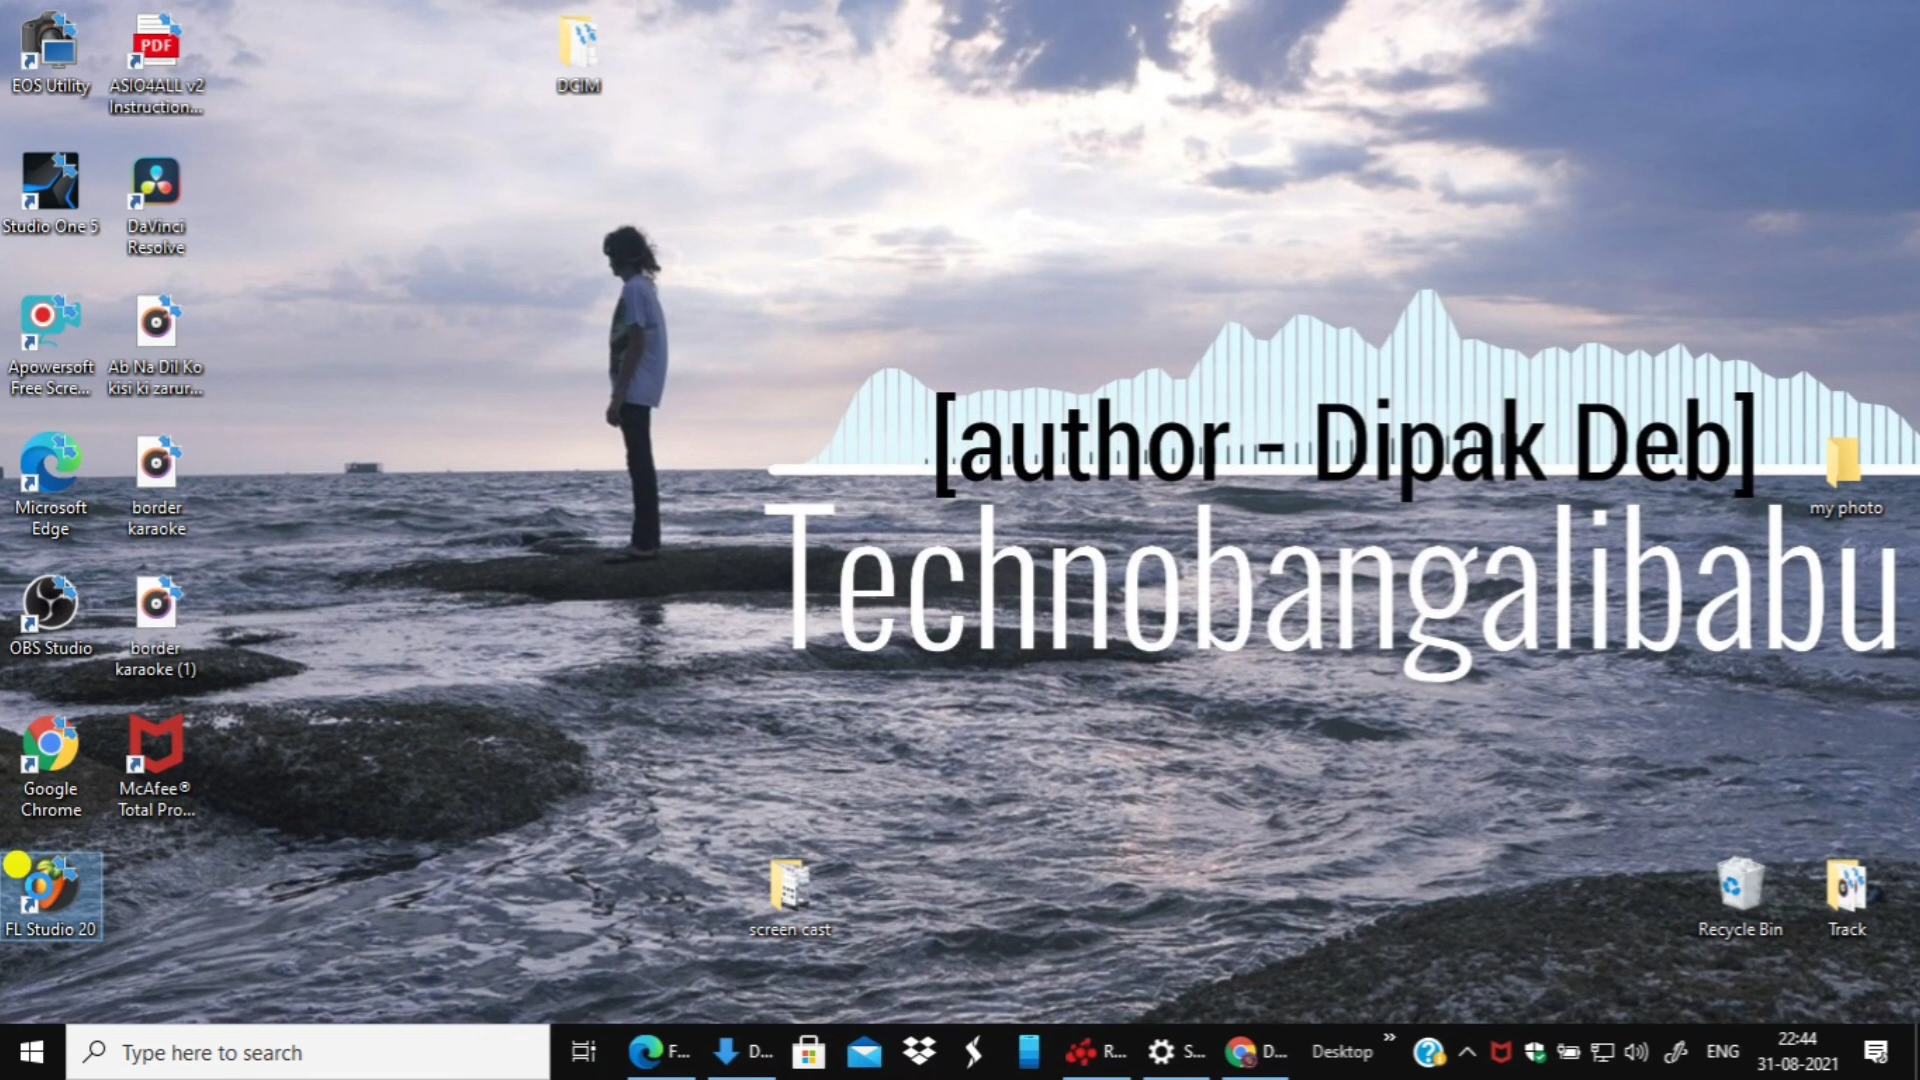 EOS Utility
PDF
ASIO4ALL v2
Instruction...
DCIM
Studio One 5
DaVinci
Resolve
Apowersoft
Free Scre...
Ab Na Dil Ko
kisi ki zarur...
Microsoft
Edge
border
karaoke
OBS Studio
border
karaoke (1)
Google
Chrome
McAfee®
Total Pro...
FL Studio 20
screen cast
[author - Dipak Deb]
Technobangalibabu
my photo
Recycle Bin
Track
Type here to search
F...
D...
R...
S...
D...
Desktop
ENG
22:44
31-08-2021